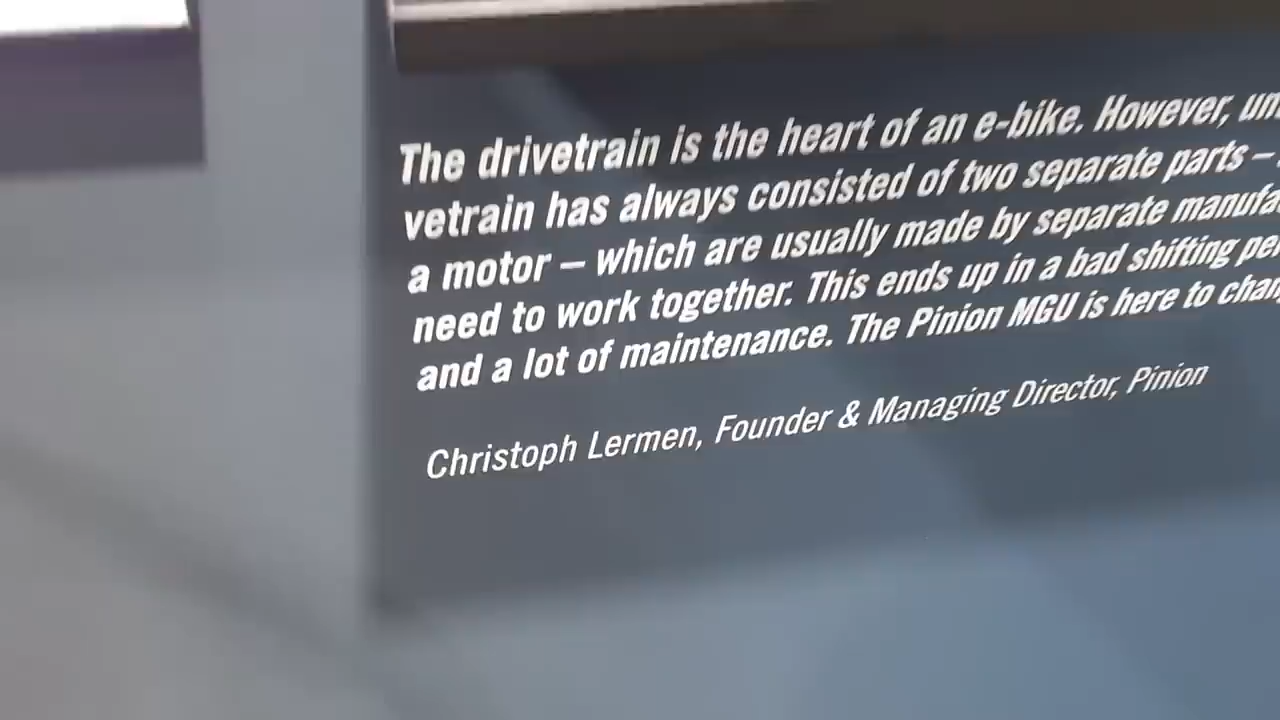 The drivetrain is the heart of an e-bike. However,
vetrain has always consisted of two separate parts –
a motor – which are usually made by separate
need to work together. This ends up in a bad shifting
and a lot of maintenance. The Pinion MGU is here to
Christoph Lermen, Founder & Managing Director, Pinion